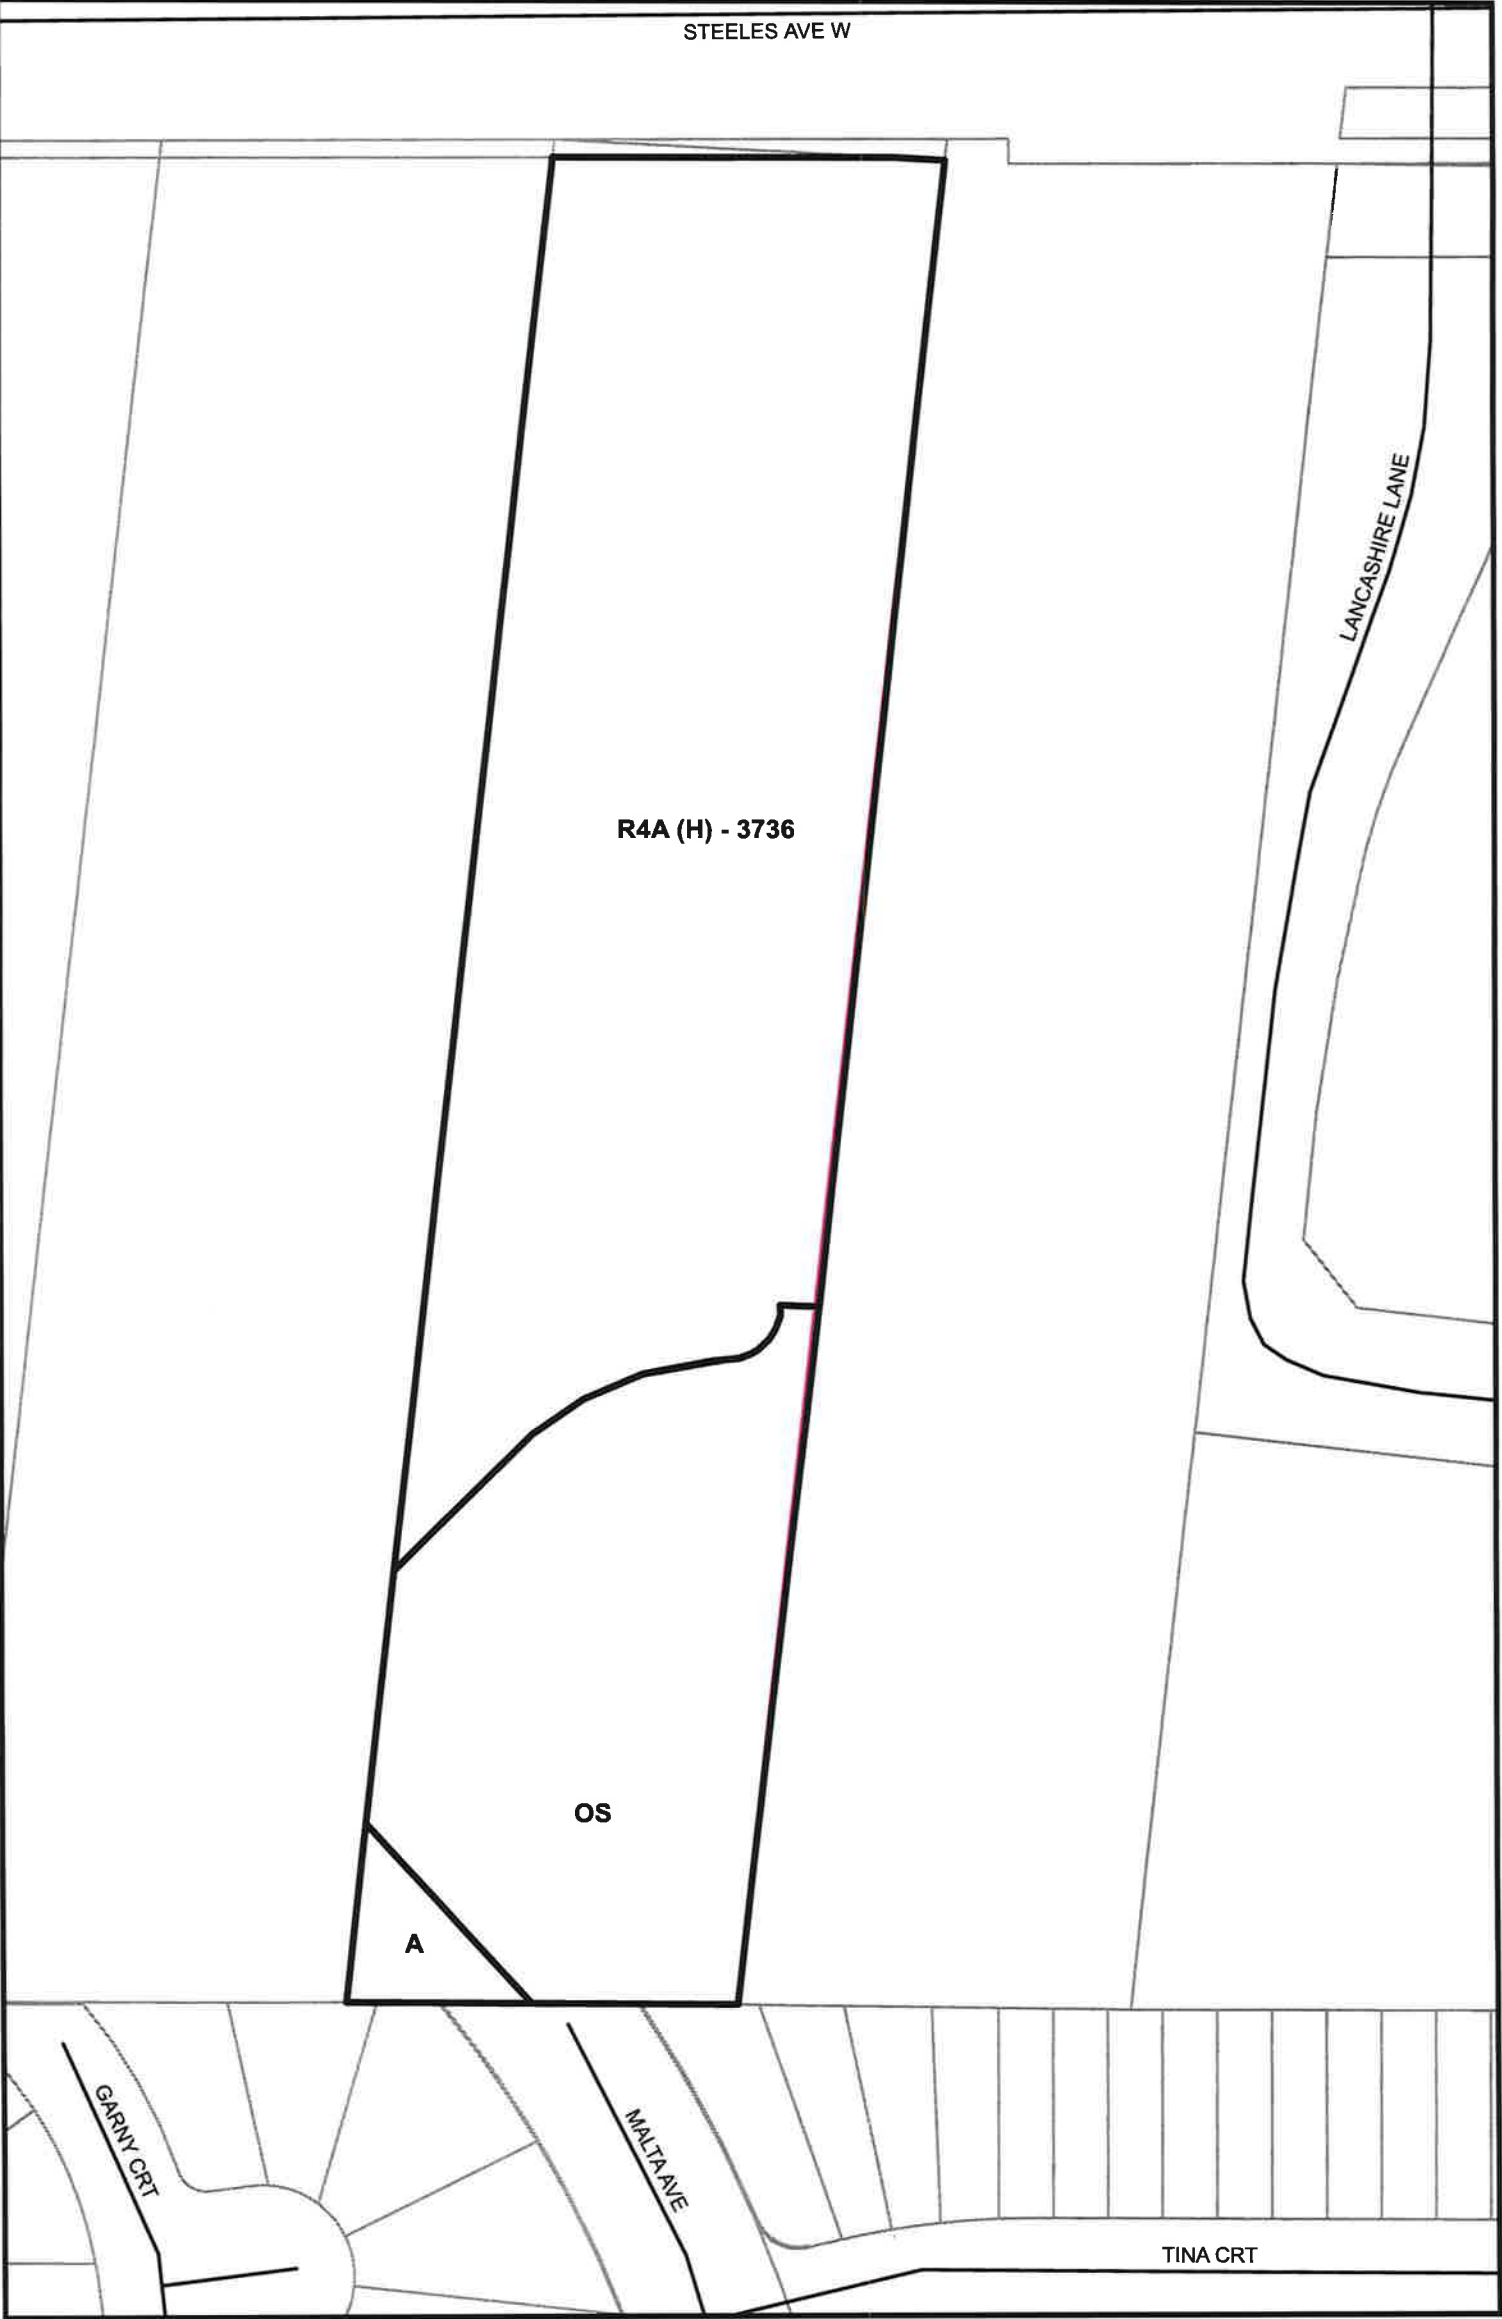 STEELES AVE W
LANCASHIRE LANE
R4A (H) - 3736
OS
A
GARNY CRT
MALTA AVE
TINA CRT